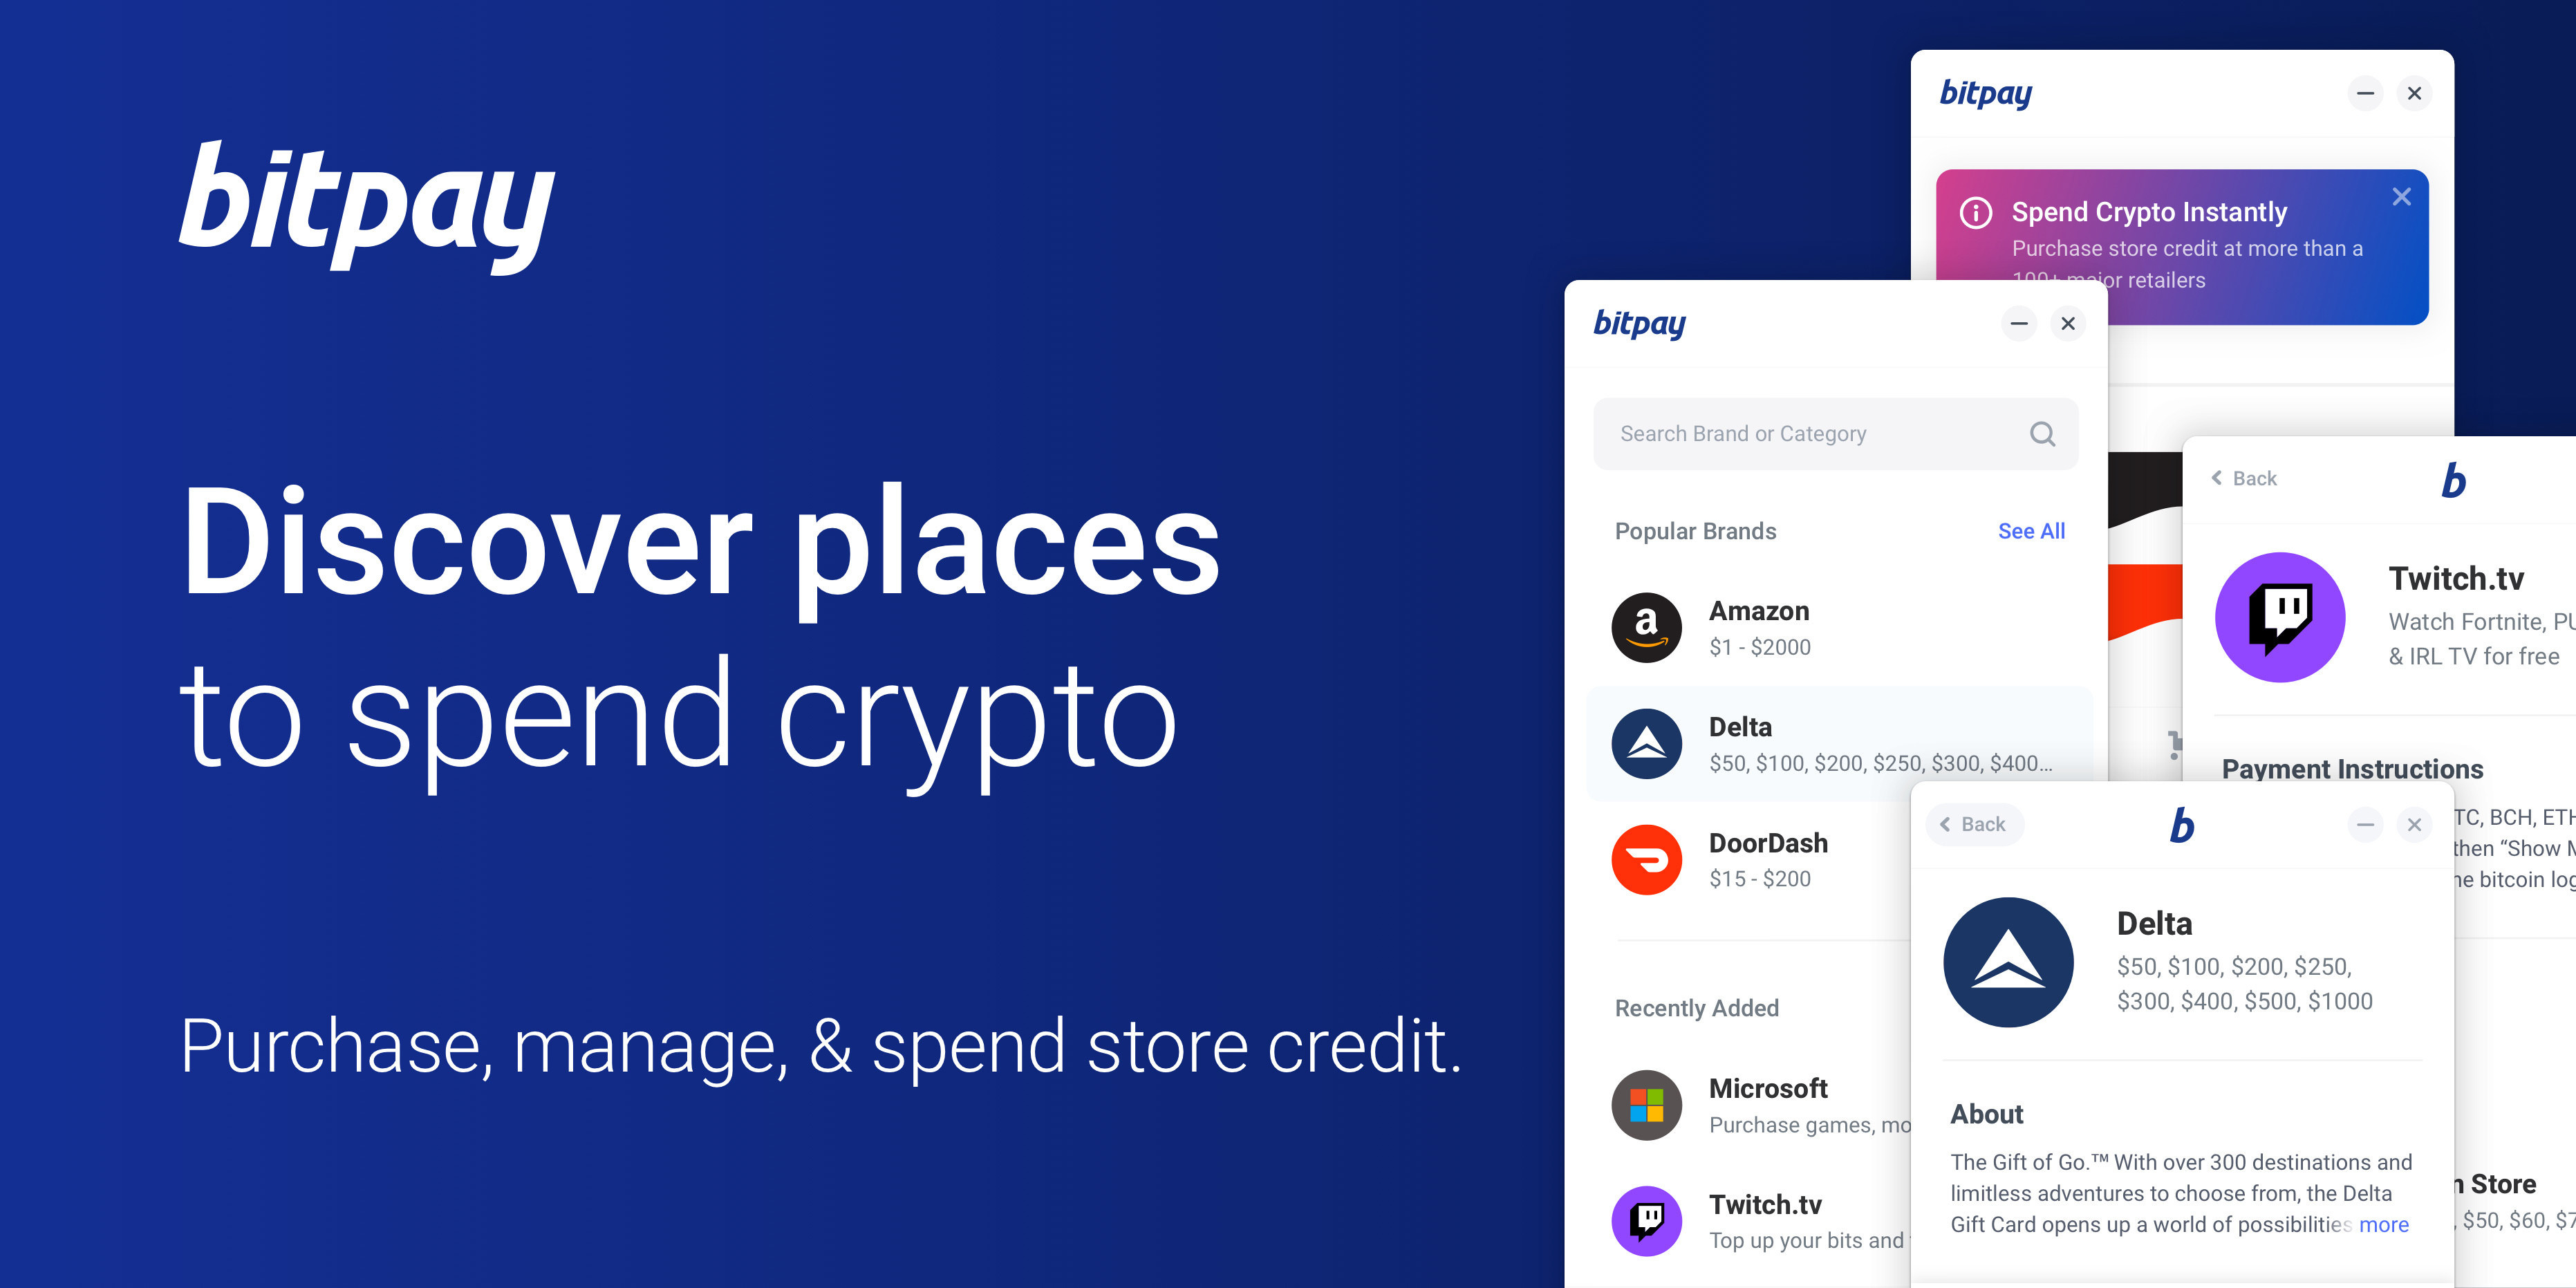 bitpay
Discover places
to spend crypto
Purchase, manage, & spend store credit.
bitpay
Spend Crypto Instantly
Purchase store credit at more than a
100+ major retailers
bitpay
Search Brand or Category
Popular Brands See All
Amazon
$1 - $2000
Delta
$50, $100, $200, $250, $300, $400...
DoorDash
$15 - $200
Recently Added
Microsoft
Purchase games, mo
Twitch.tv
Top up your bits and
Back b
Twitch.tv
Watch Fortnite, PU
& IRL TV for free
Payment Instructions
TC, BCH, ETH
then “Show M
he bitcoin log
Store
, $50, $60, $7
Back b
Delta
$50, $100, $200, $250,
$300, $400, $500, $1000
About
The Gift of Go.™ With over 300 destinations and
limitless adventures to choose from, the Delta
Gift Card opens up a world of possibilities more